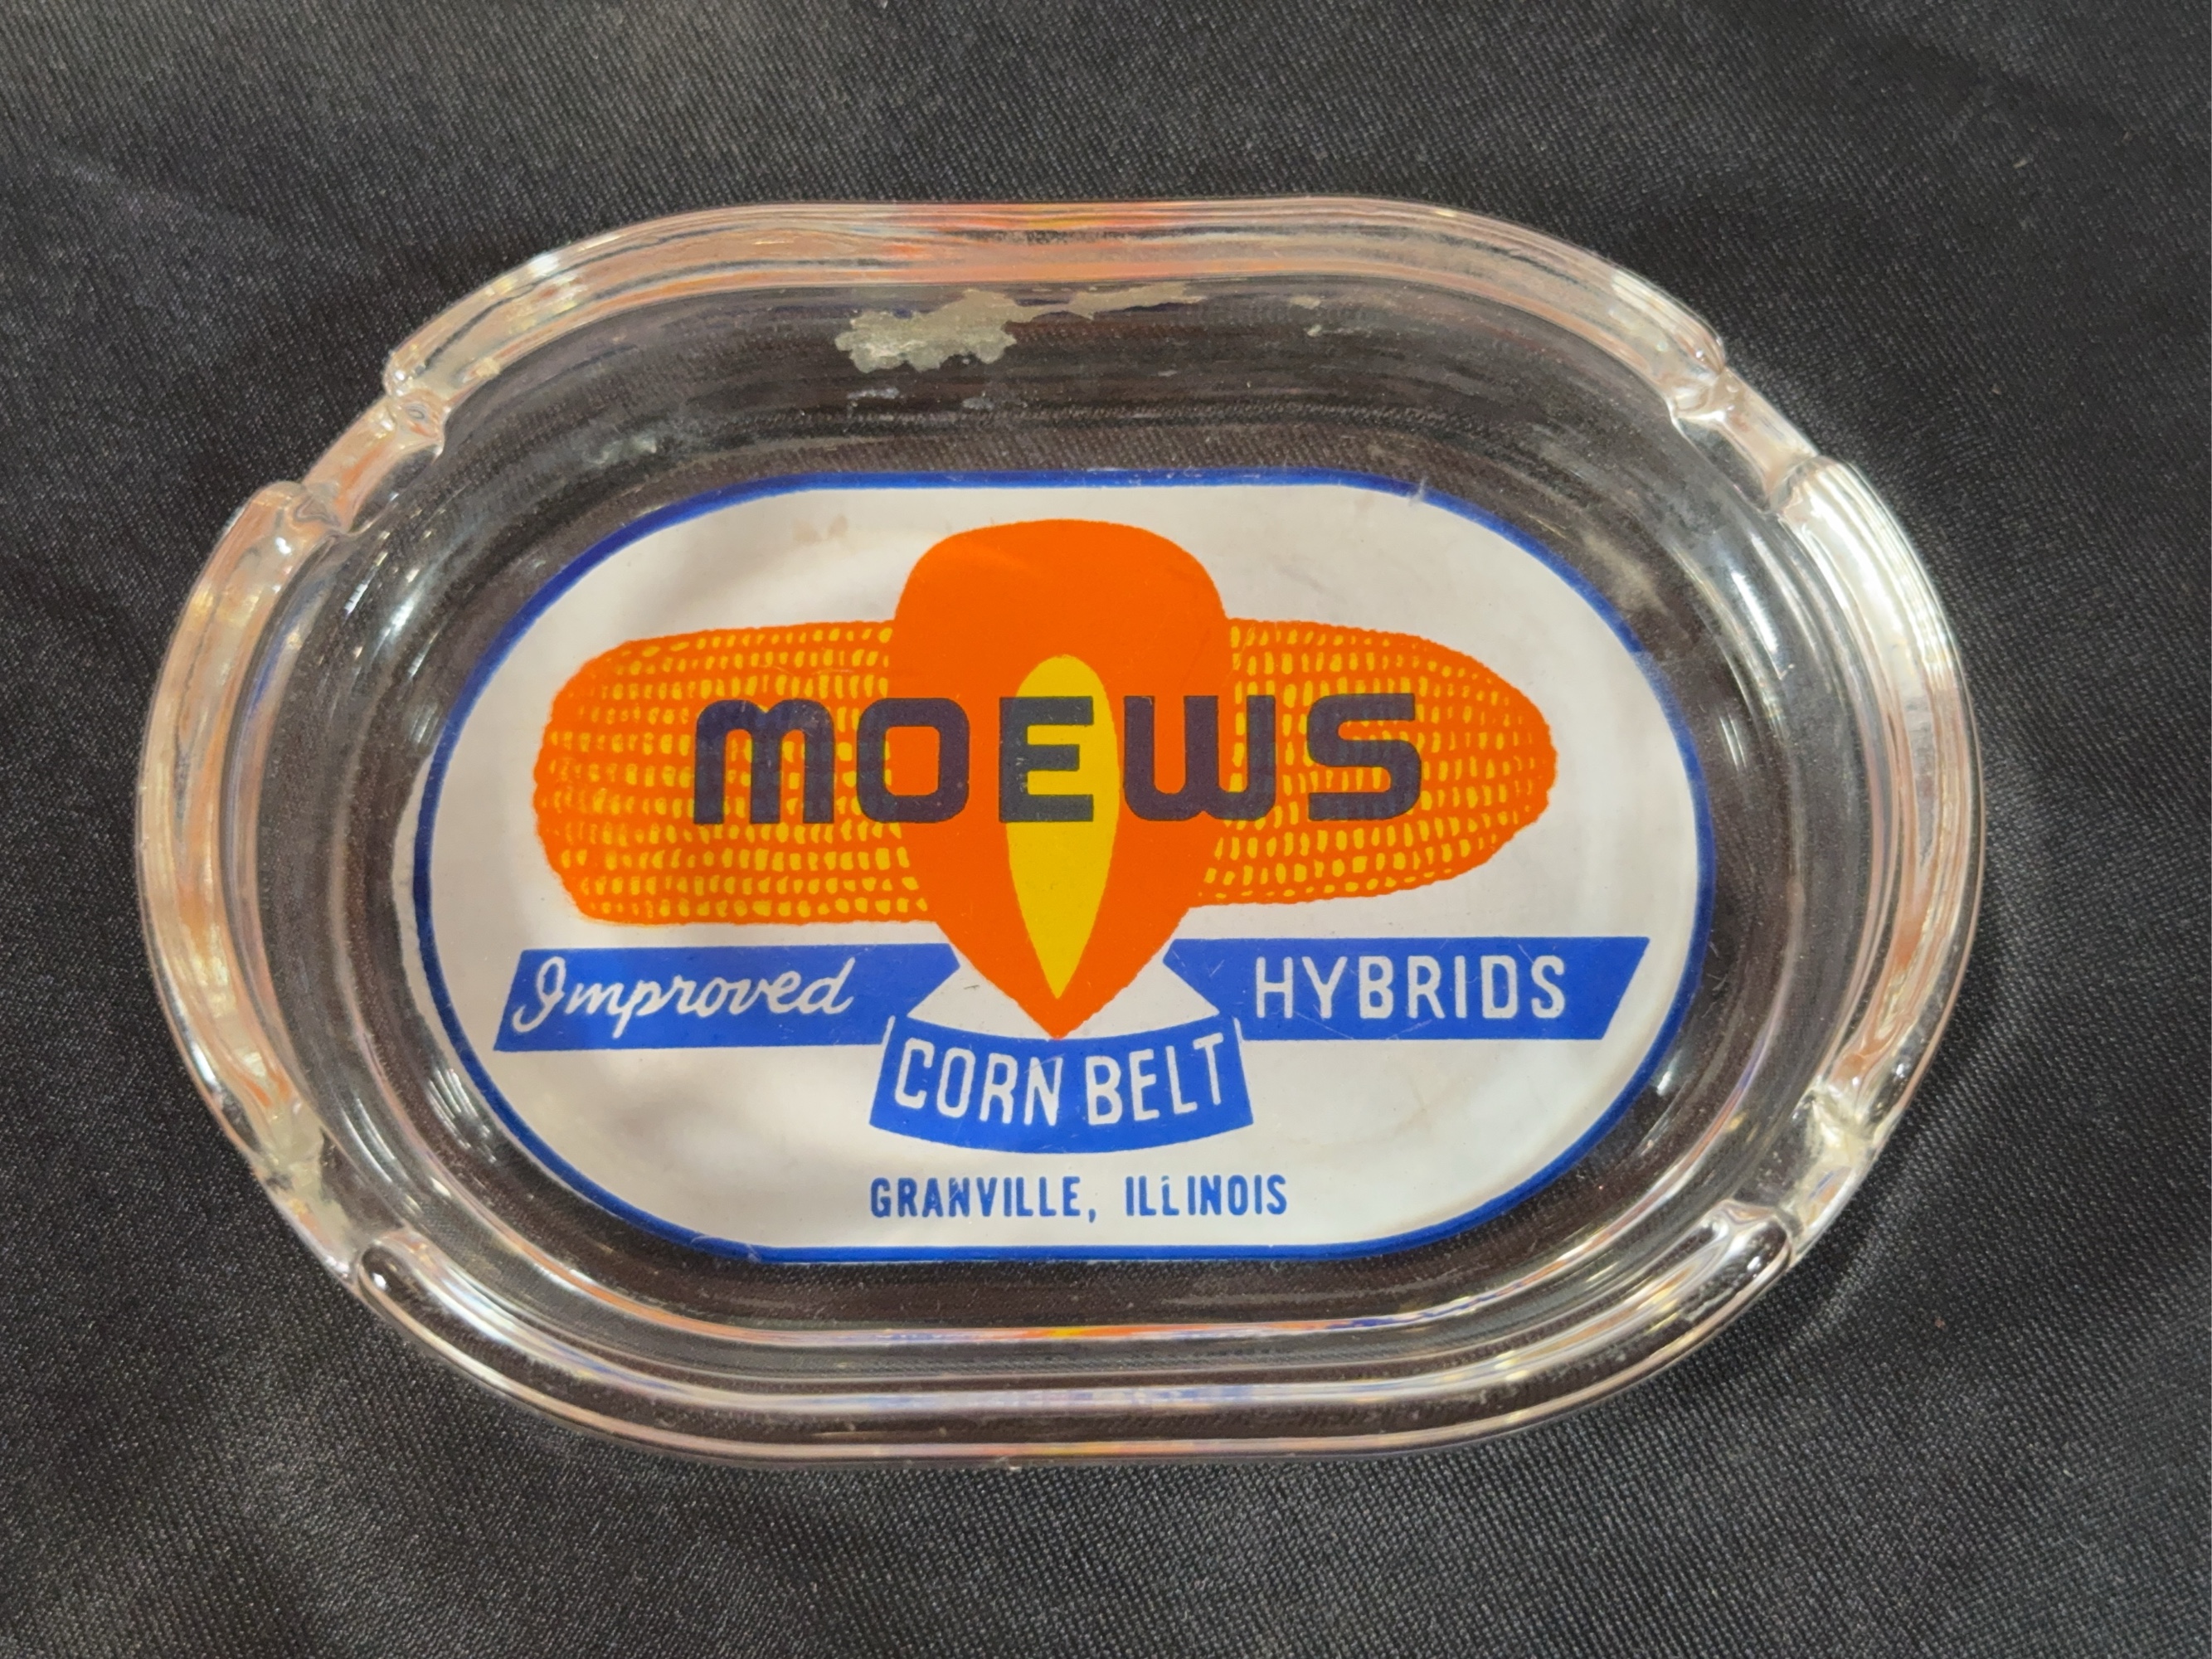 MOEWS
Improved CORN BELT HYBRIDS
GRANVILLE, ILLINOIS